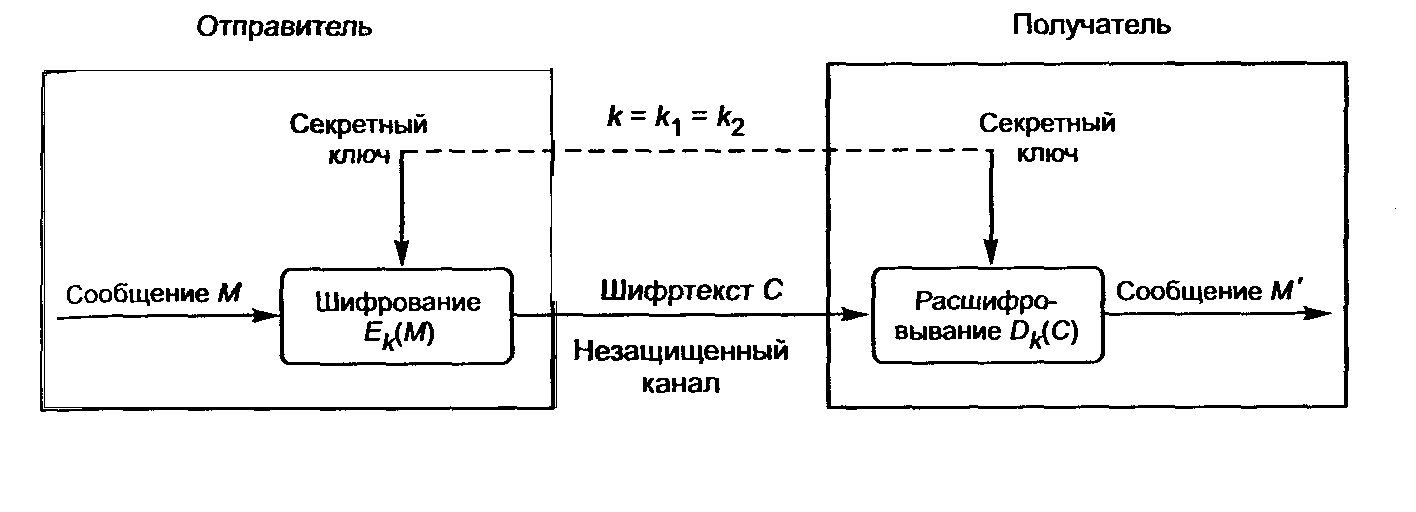 Отправитель
Получатель
Секретный
ключ
k = k1 = k2
Секретный
ключ
Сообщение M
Шифрование
Ek(M)
Шифртекст C
Незащищенный
канал
Расшифро-
вывание Dk(C)
Сообщение M'